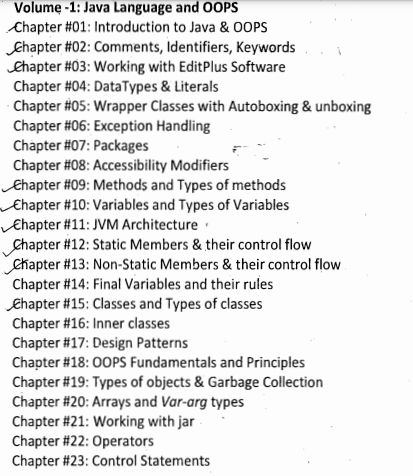 Volume -1: Java Language and OOPS
Chapter #01: Introduction to Java & OOPS
Chapter #02: Comments, Identifiers, Keywords
Chapter #03: Working with EditPlus Software
Chapter #04: DataTypes & Literals
Chapter #05: Wrapper Classes with Autoboxing & unboxing
Chapter #06: Exception Handling
Chapter #07: Packages
Chapter #08: Accessibility Modifiers
Chapter #09: Methods and Types of methods
Chapter #10: Variables and Types of Variables
Chapter #11: JVM Architecture
Chapter #12: Static Members & their control flow
Chapter #13: Non-Static Members & their control flow
Chapter #14: Final Variables and their rules
Chapter #15: Classes and Types of classes
Chapter #16: Inner classes
Chapter #17: Design Patterns
Chapter #18: OOPS Fundamentals and Principles
Chapter #19: Types of objects & Garbage Collection
Chapter #20: Arrays and Var-arg types
Chapter #21: Working with jar
Chapter #22: Operators
Chapter #23: Control Statements